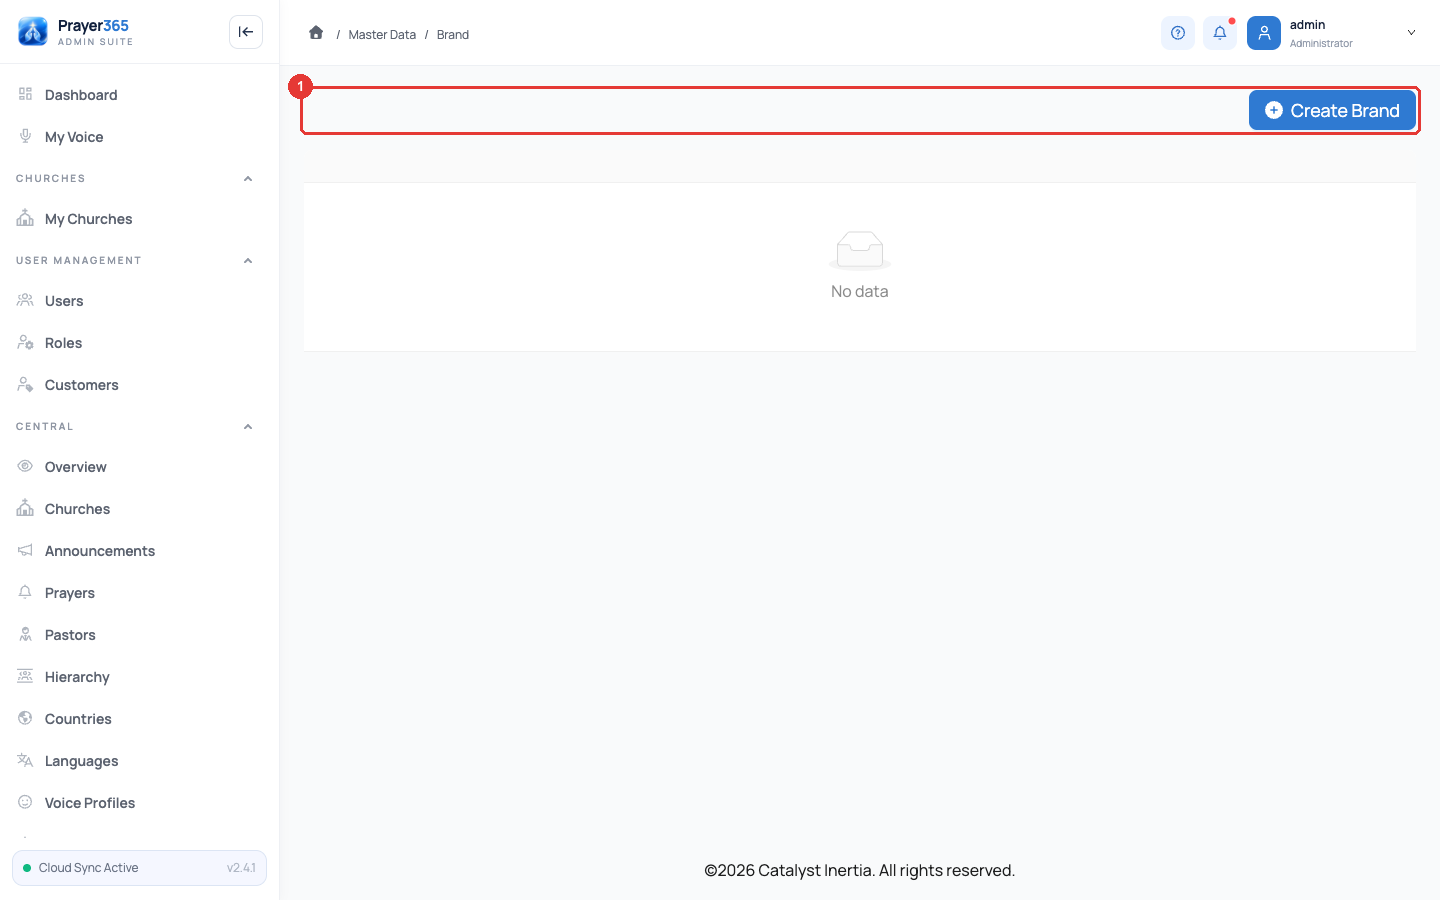 Prayer365
ADMIN SUITE
Dashboard
My Voice
CHURCHES
My Churches
USER MANAGEMENT
Users
Roles
Customers
CENTRAL
Overview
Churches
Announcements
Prayers
Pastors
Hierarchy
Countries
Languages
Voice Profiles
Cloud Sync Active v2.4.1
/ Master Data / Brand
admin
Administrator
1
Create Brand
No data
©2026 Catalyst Inertia. All rights reserved.